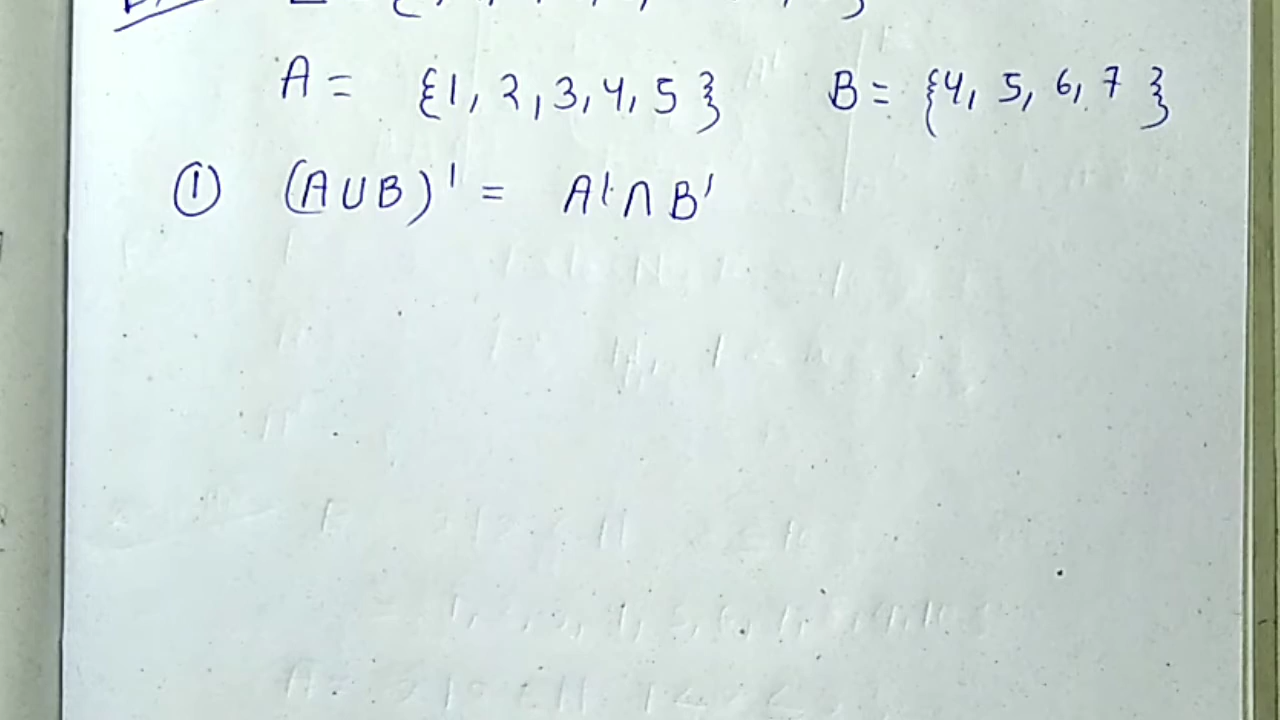 A = {1, 2, 3, 4, 5} B = {4, 5, 6, 7}
① (A∪B)' = A'∩B'